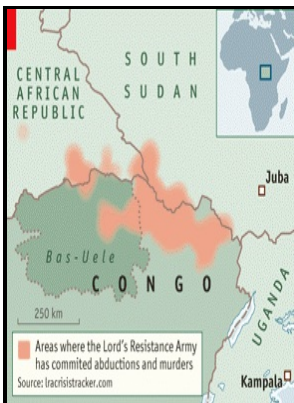 SOUTH
SUDAN
CENTRAL
AFRICAN
REPUBLIC
Juba
Bas-Uele
CONGO
UGANDA
250 km
Areas where the Lord's Resistance Army
has commited abductions and murders
Source: lracrisistracker.com
Kampala